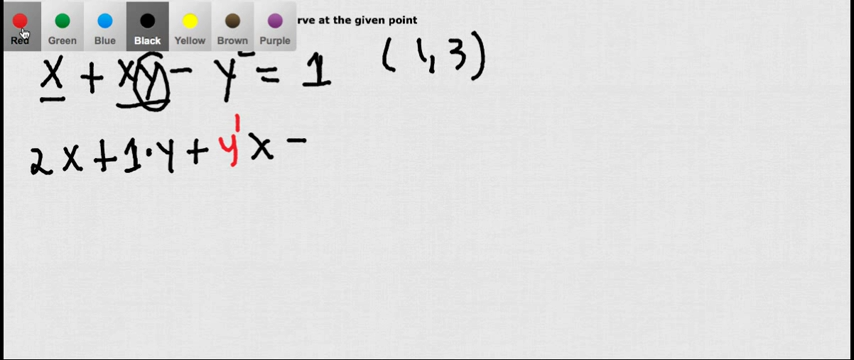 rve at the given point
Red Green Blue Black Yellow Brown Purple
x + xy - y² = 1 (1,3)
2x + 1·y + y'x -